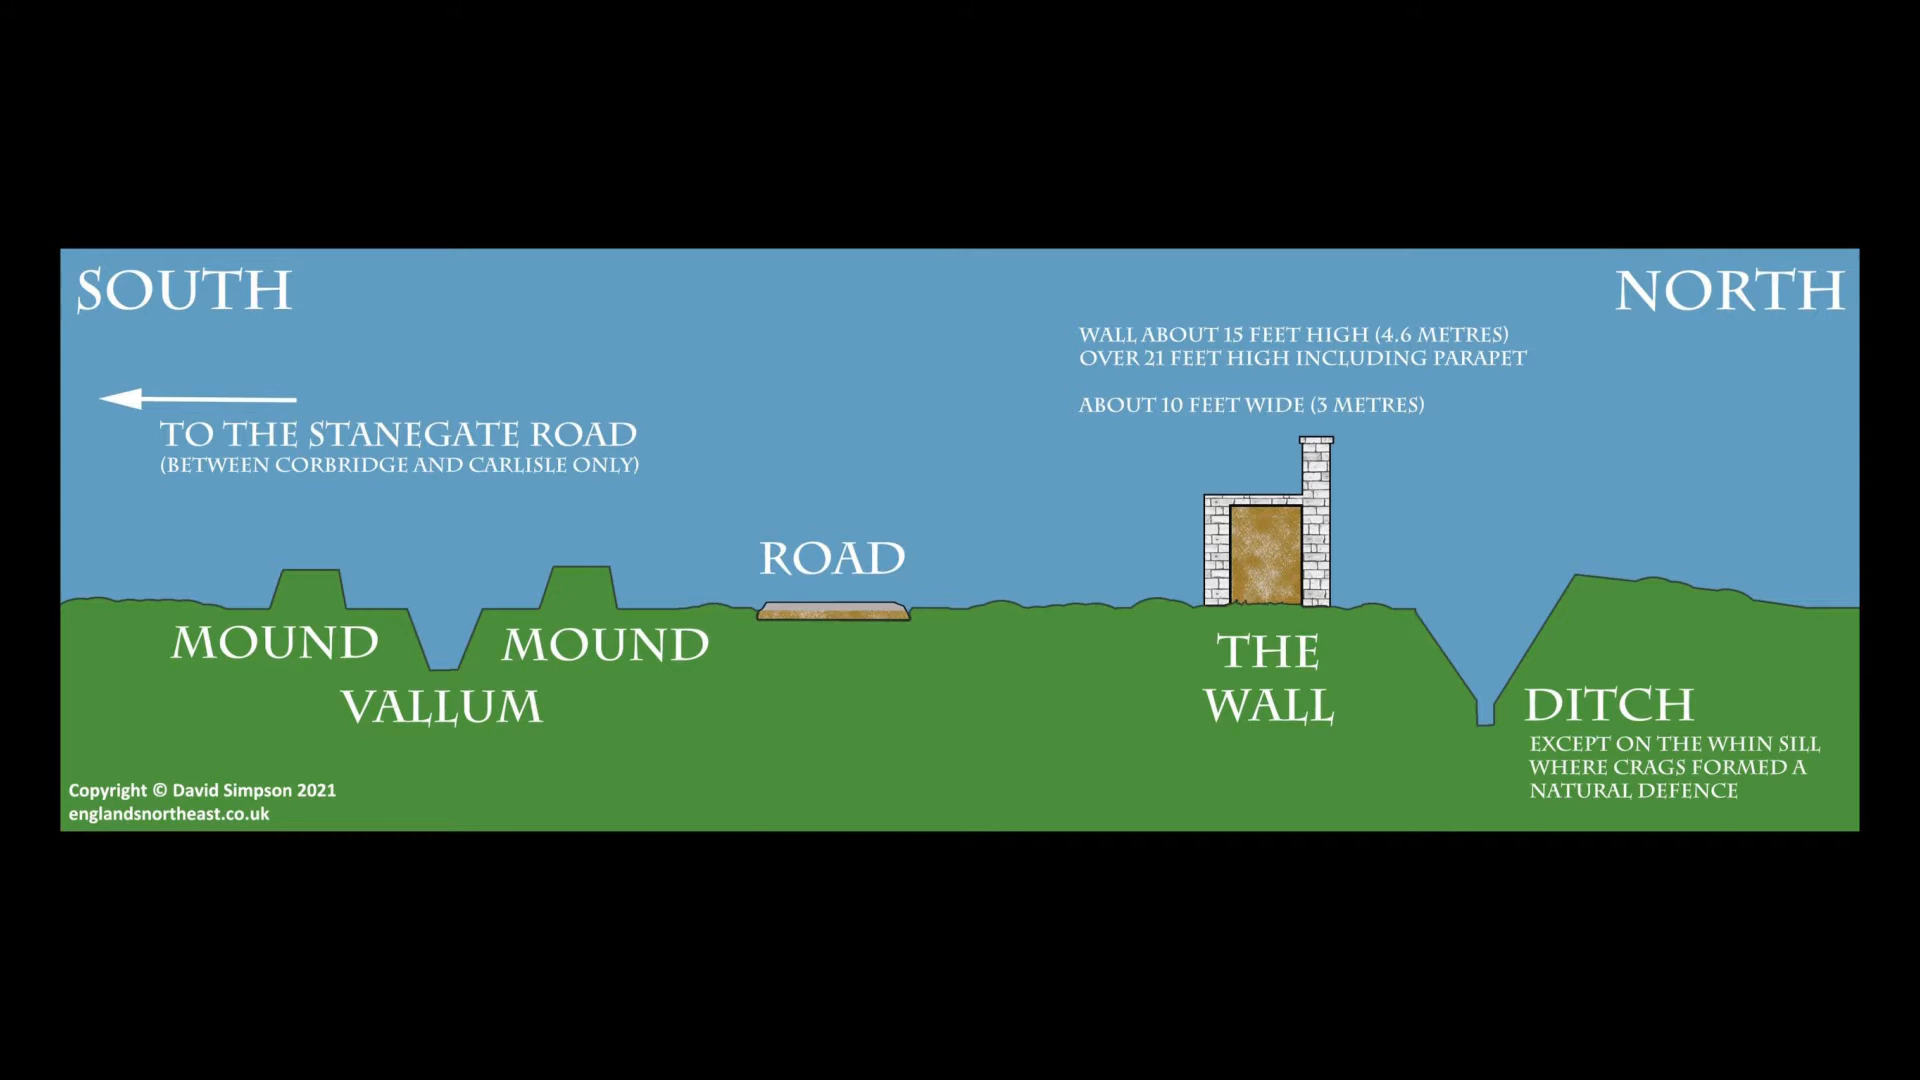 SOUTH
NORTH
WALL ABOUT 15 FEET HIGH (4.6 METRES)
OVER 21 FEET HIGH INCLUDING PARAPET
ABOUT 10 FEET WIDE (3 METRES)
TO THE STANEGATE ROAD
(BETWEEN CORBRIDGE AND CARLISLE ONLY)
ROAD
MOUND
MOUND
VALLUM
THE
WALL
DITCH
EXCEPT ON THE WHIN SILL
WHERE CRAGS FORMED A
NATURAL DEFENCE
Copyright © David Simpson 2021
englandsnortheast.co.uk